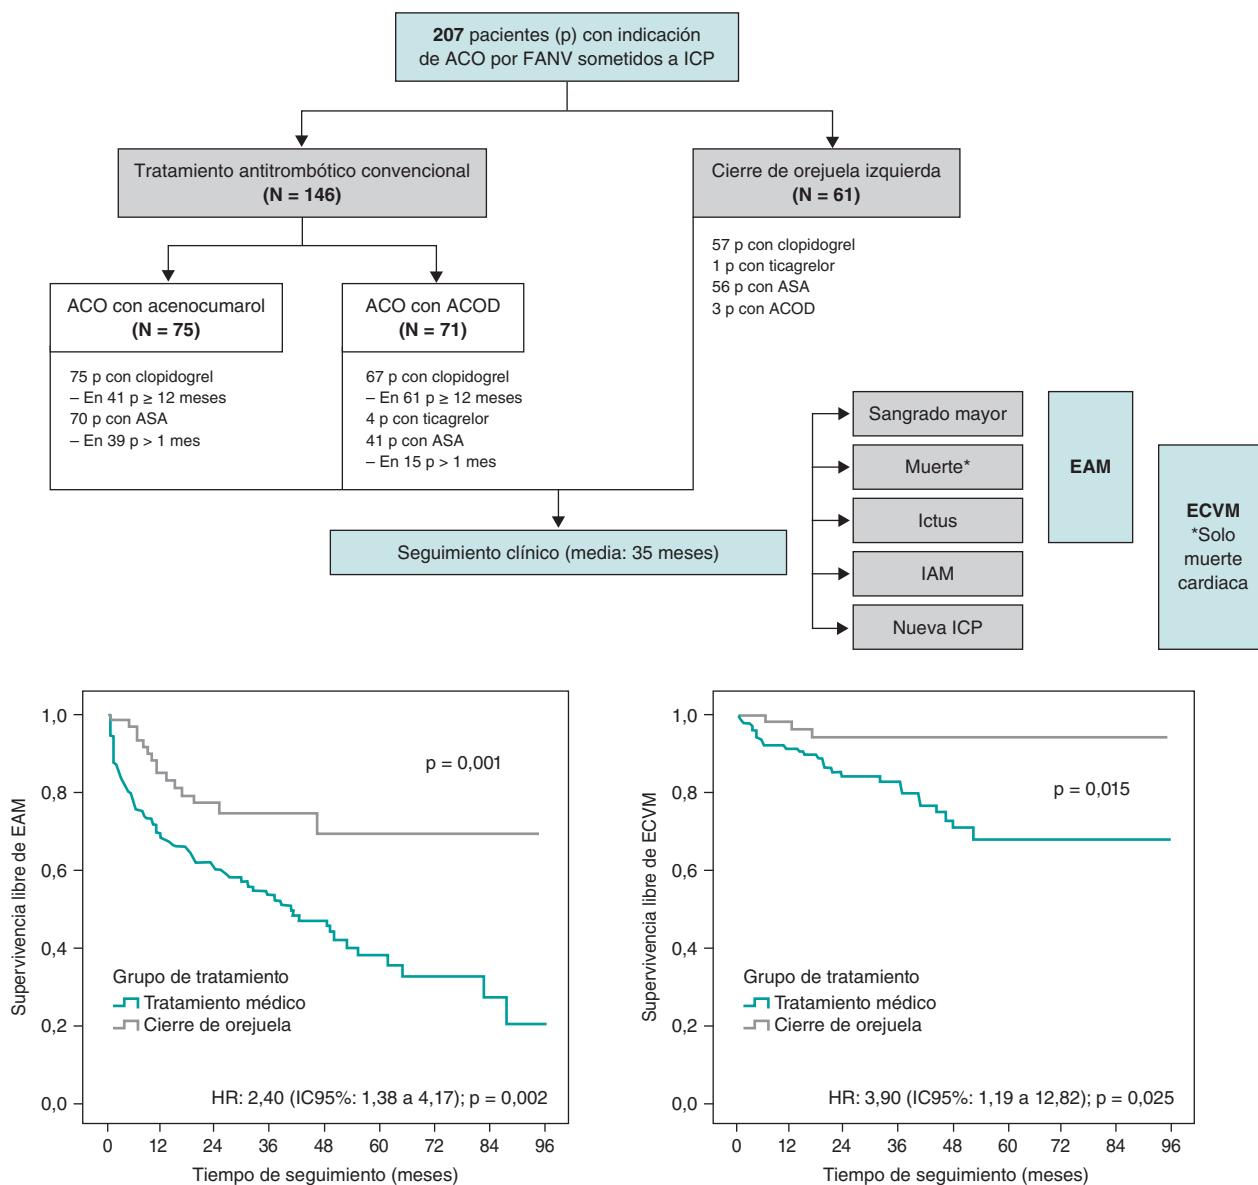 207 pacientes (p) con indicación
de ACO por FANV sometidos a ICP
Tratamiento antitrombótico convencional
(N = 146)
Cierre de orejuela izquierda
(N = 61)
57 p con clopidogrel
1 p con ticagrelor
56 p con ASA
3 p con ACOD
ACO con acenocumarol
(N = 75)
ACO con ACOD
(N = 71)
75 p con clopidogrel
– En 41 p ≥ 12 meses
70 p con ASA
– En 39 p > 1 mes
67 p con clopidogrel
– En 61 p ≥ 12 meses
4 p con ticagrelor
41 p con ASA
– En 15 p > 1 mes
Seguimiento clínico (media: 35 meses)
Sangrado mayor
Muerte*
Ictus
IAM
Nueva ICP
EAM
ECVM
*Solo
muerte
cardiaca
Supervivencia libre de EAM
1,0
0,8
0,6
0,4
0,2
0,0
p = 0,001
Grupo de tratamiento
Tratamiento médico
Cierre de orejuela
HR: 2,40 (IC95%: 1,38 a 4,17); p = 0,002
0 12 24 36 48 60 72 84 96
Tiempo de seguimiento (meses)
Supervivencia libre de ECVM
1,0
0,8
0,6
0,4
0,2
0,0
p = 0,015
Grupo de tratamiento
Tratamiento médico
Cierre de orejuela
HR: 3,90 (IC95%: 1,19 a 12,82); p = 0,025
0 12 24 36 48 60 72 84 96
Tiempo de seguimiento (meses)